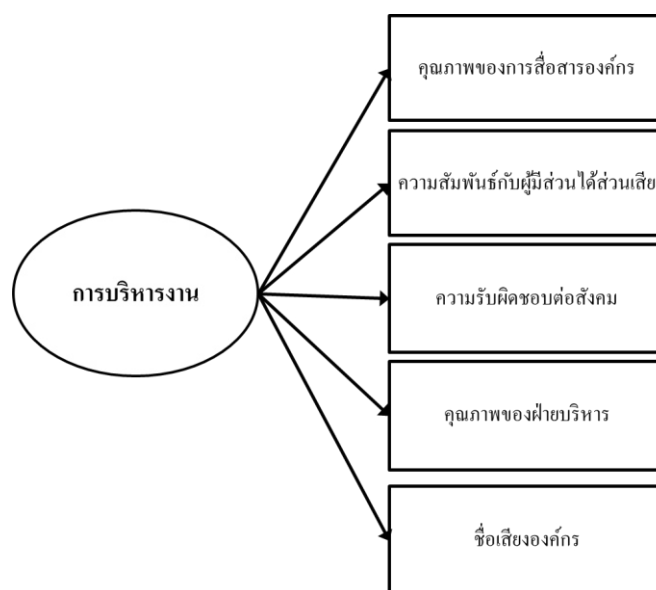 คุณภาพของการสื่อสารองค์กร
ความสัมพันธ์กับผู้มีส่วนได้ส่วนเสีย
การบริหารงาน
ความรับผิดชอบต่อสังคม
คุณภาพของฝ่ายบริหาร
ชื่อเสียงองค์กร